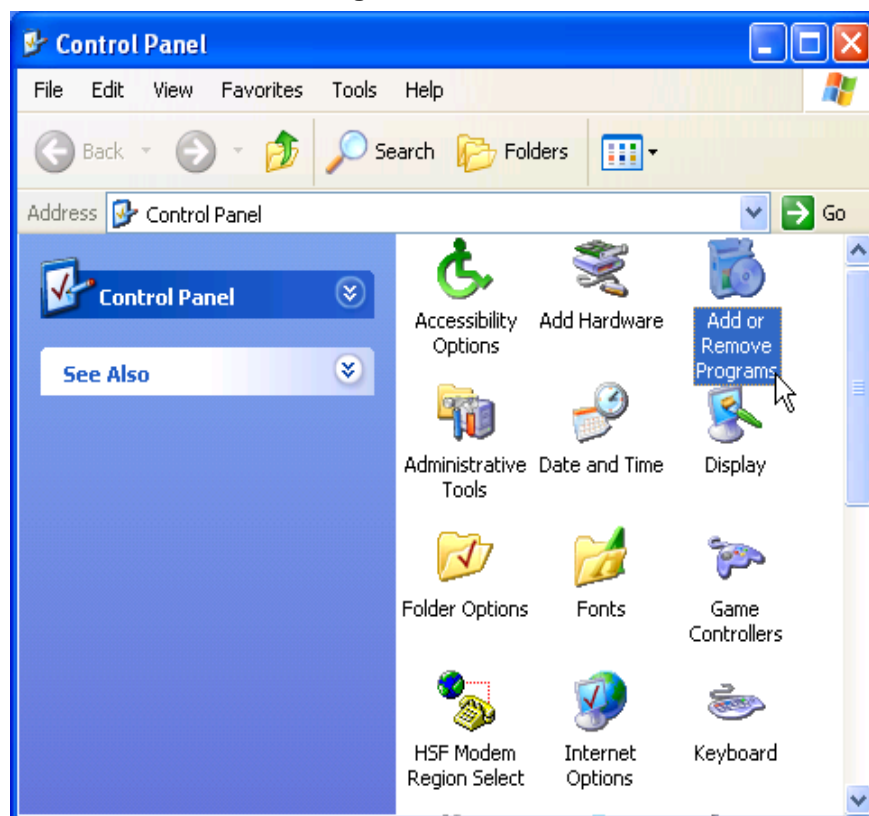 Control Panel
File Edit View Favorites Tools Help
Back Search Folders
Address Control Panel Go
Control Panel
See Also
Accessibility
Options
Add Hardware
Add or
Remove
Programs
Administrative
Tools
Date and Time
Display
Folder Options
Fonts
Game
Controllers
HSF Modem
Region Select
Internet
Options
Keyboard